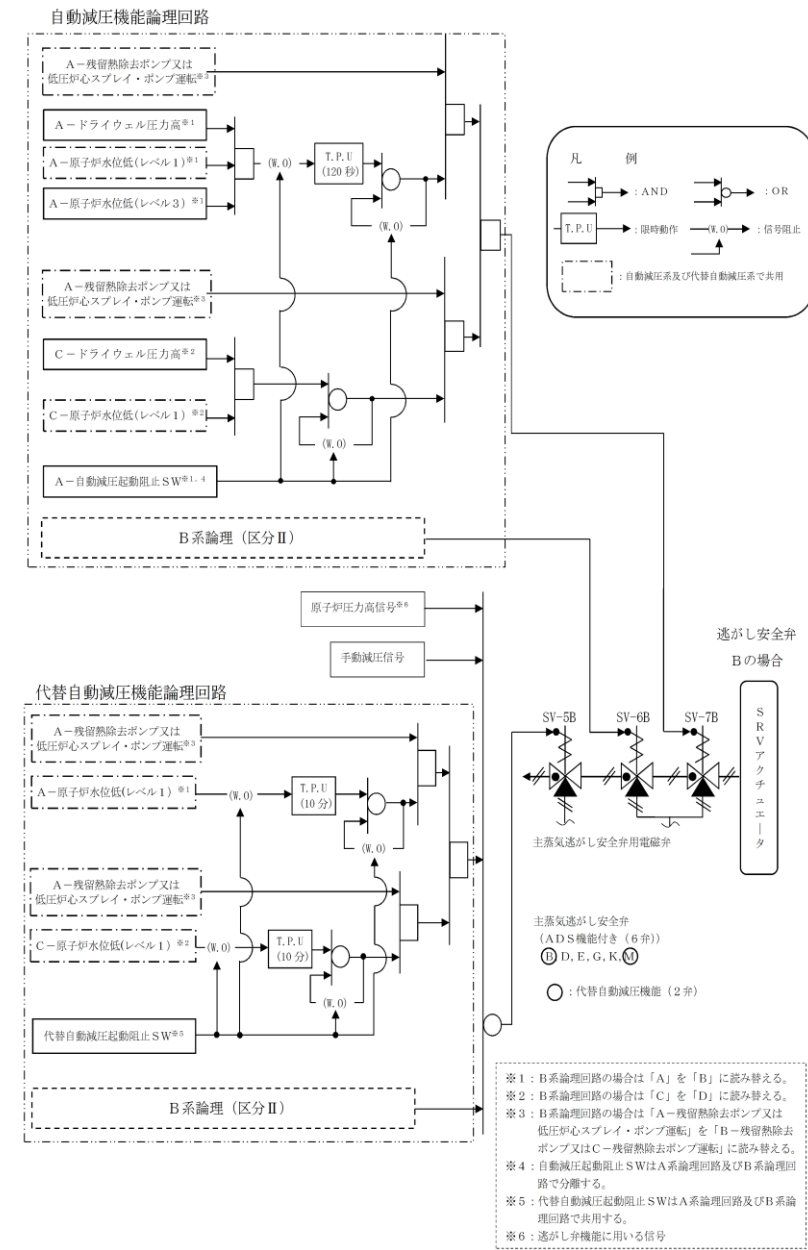 自動減圧機能論理回路
A－残留熱除去ポンプ又は
低圧炉心スプレイ・ポンプ運転※3
A－ドライウェル圧力高※1
A－原子炉水位低(レベル1)※1
A－原子炉水位低(レベル3)※1
(W.O)
T.P.U
(120秒)
(W.O)
A－残留熱除去ポンプ又は
低圧炉心スプレイ・ポンプ運転※3
C－ドライウェル圧力高※2
C－原子炉水位低(レベル1)※2
(W.O)
A－自動減圧起動阻止SW※1,4
B系論理(区分Ⅱ)
凡 例
:AND
:OR
T.P.U
:限時動作
(W.O)
:信号阻止
:自動減圧系及び代替自動減圧系で共用
原子炉圧力高信号※6
手動減圧信号
代替自動減圧機能論理回路
A－残留熱除去ポンプ又は
低圧炉心スプレイ・ポンプ運転※3
A－原子炉水位低(レベル1)※1
(W.O)
T.P.U
(10分)
(W.O)
A－残留熱除去ポンプ又は
低圧炉心スプレイ・ポンプ運転※3
C－原子炉水位低(レベル1)※2
(W.O)
T.P.U
(10分)
(W.O)
代替自動減圧起動阻止SW※5
B系論理(区分Ⅱ)
逃がし安全弁
Bの場合
SV-5B
SV-6B
SV-7B
SRVアクチュエータ
主蒸気逃がし安全弁用電磁弁
主蒸気逃がし安全弁
(ADS機能付き(6弁))
B,D,E,G,K,M
○:代替自動減圧機能(2弁)
※1:B系論理回路の場合は「A」を「B」に読み替える。
※2:B系論理回路の場合は「C」を「D」に読み替える。
※3:B系論理回路の場合は「A－残留熱除去ポンプ又は
低圧炉心スプレイ・ポンプ運転」を「B－残留熱除去
ポンプ又はC－残留熱除去ポンプ運転」に読み替える。
※4:自動減圧起動阻止SWはA系論理回路及びB系論理回
路で分離する。
※5:代替自動減圧起動阻止SWはA系論理回路及びB系論
理回路で共用する。
※6:逃がし弁機能に用いる信号